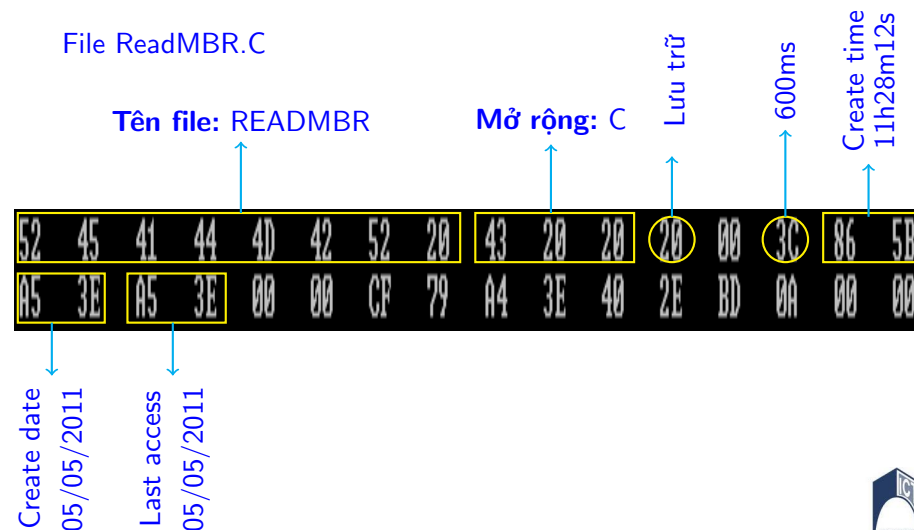 File ReadMBR.C
Lưu trữ
600ms
Create time
11h28m12s
Tên file: READMBR
Mở rộng: C
52 45 41 44 4D 42 52 20 43 20 20 20 00 3C 86 5B
A5 3E A5 3E 00 00 CF 79 A4 3E 40 2E BD 0A 00 00
Create date
05/05/2011
Last access
05/05/2011